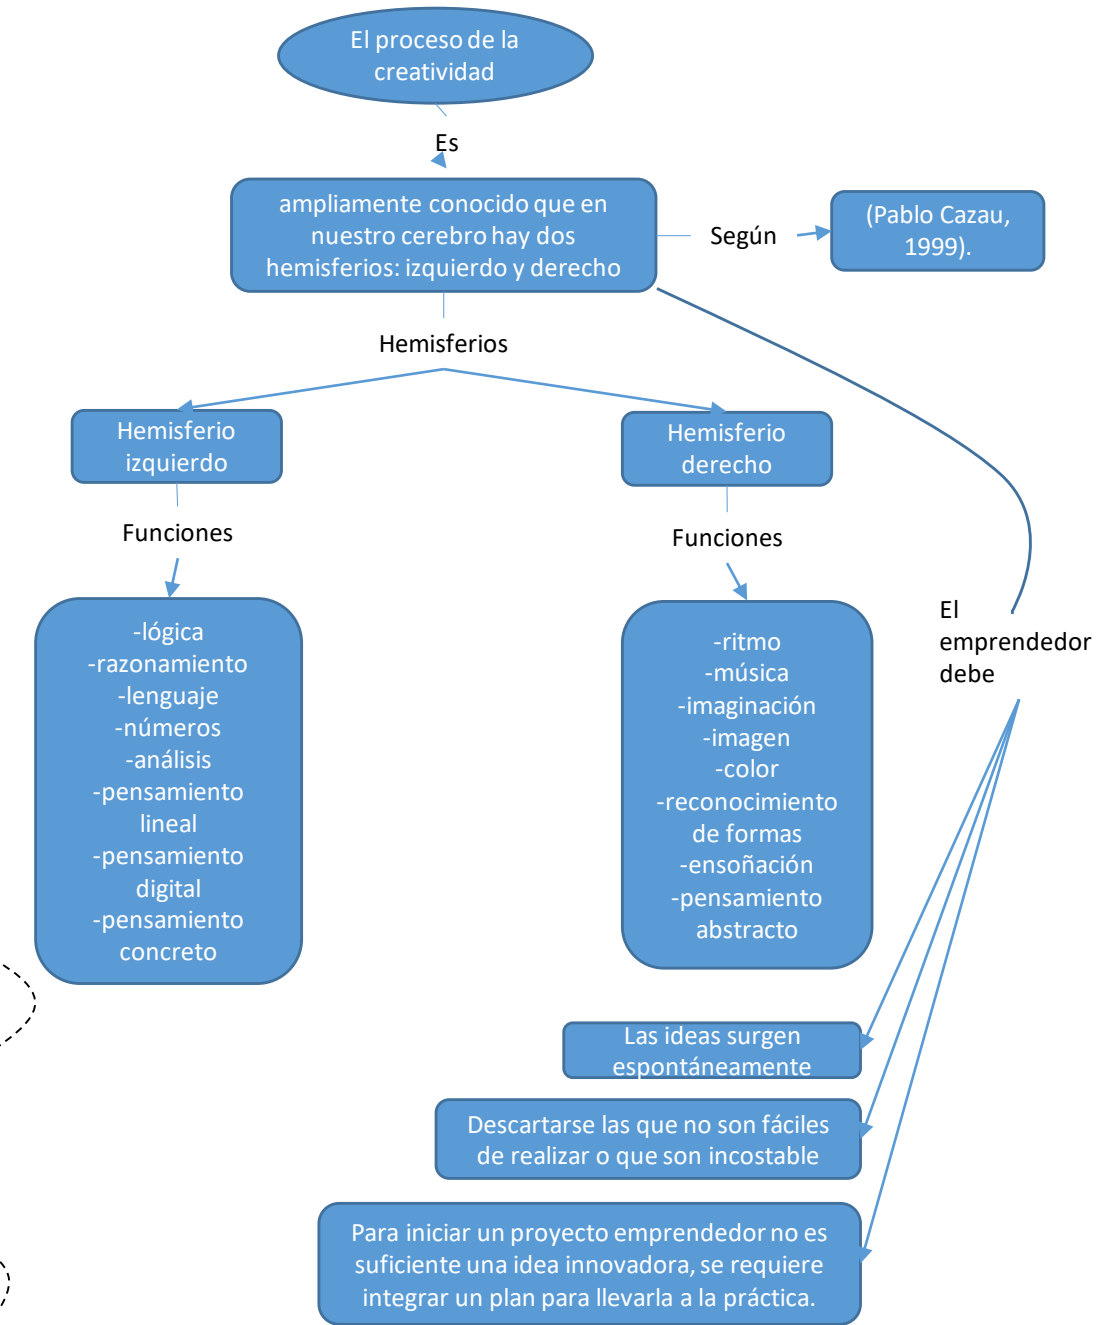 El proceso de la
creatividad
Es
ampliamente conocido que en
nuestro cerebro hay dos
hemisferios: izquierdo y derecho
Según
(Pablo Cazau,
1999).
Hemisferios
Hemisferio
izquierdo
Hemisferio
derecho
Funciones
Funciones
-lógica
-razonamiento
-lenguaje
-números
-análisis
-pensamiento
lineal
-pensamiento
digital
-pensamiento
concreto
-ritmo
-música
-imaginación
-imagen
-color
-reconocimiento
de formas
-ensoñación
-pensamiento
abstracto
El
emprendedor
debe
Las ideas surgen
espontáneamente
Descartarse las que no son fáciles
de realizar o que son incostable
Para iniciar un proyecto emprendedor no es
suficiente una idea innovadora, se requiere
integrar un plan para llevarla a la práctica.